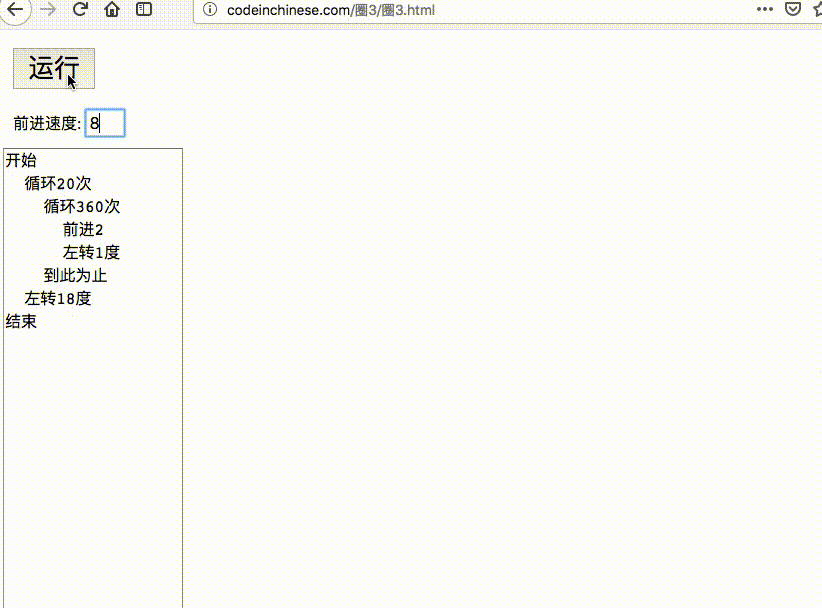 codeinchinese.com/圈3/圈3.html
运行
前进速度: 8
开始
循环20次
循环360次
前进2
左转1度
到此为止
左转18度
结束